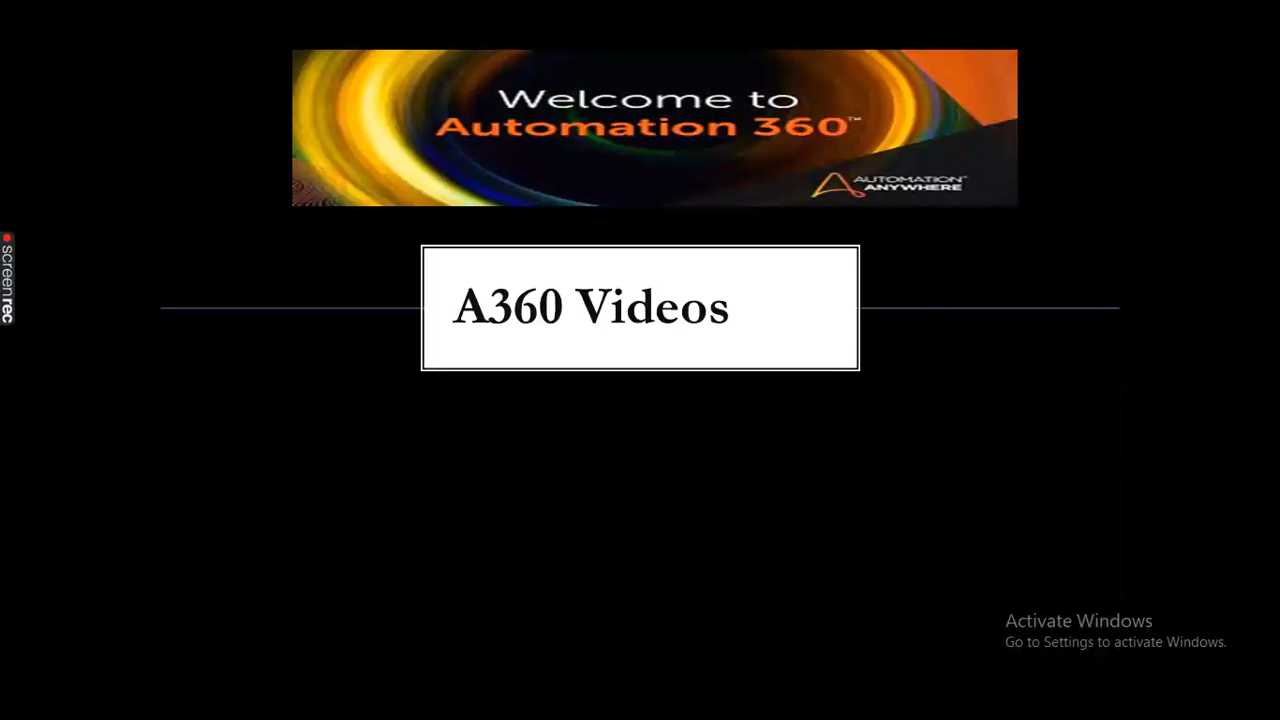 Welcome to
Automation 360™
AUTOMATION
ANYWHERE
screenrec
A360 Videos
Activate Windows
Go to Settings to activate Windows.